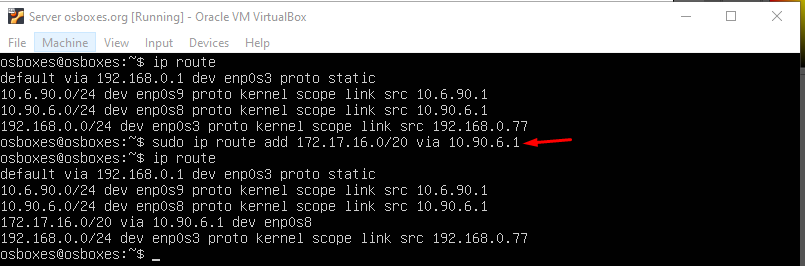 Server osboxes.org [Running] - Oracle VM VirtualBox
File Machine View Input Devices Help
osboxes@osboxes:~$ ip route
default via 192.168.0.1 dev enp0s3 proto static
10.6.90.0/24 dev enp0s9 proto kernel scope link src 10.6.90.1
10.90.6.0/24 dev enp0s8 proto kernel scope link src 10.90.6.1
192.168.0.0/24 dev enp0s3 proto kernel scope link src 192.168.0.77
osboxes@osboxes:~$ sudo ip route add 172.17.16.0/20 via 10.90.6.1
osboxes@osboxes:~$ ip route
default via 192.168.0.1 dev enp0s3 proto static
10.6.90.0/24 dev enp0s9 proto kernel scope link src 10.6.90.1
10.90.6.0/24 dev enp0s8 proto kernel scope link src 10.90.6.1
172.17.16.0/20 via 10.90.6.1 dev enp0s8
192.168.0.0/24 dev enp0s3 proto kernel scope link src 192.168.0.77
osboxes@osboxes:~$ _